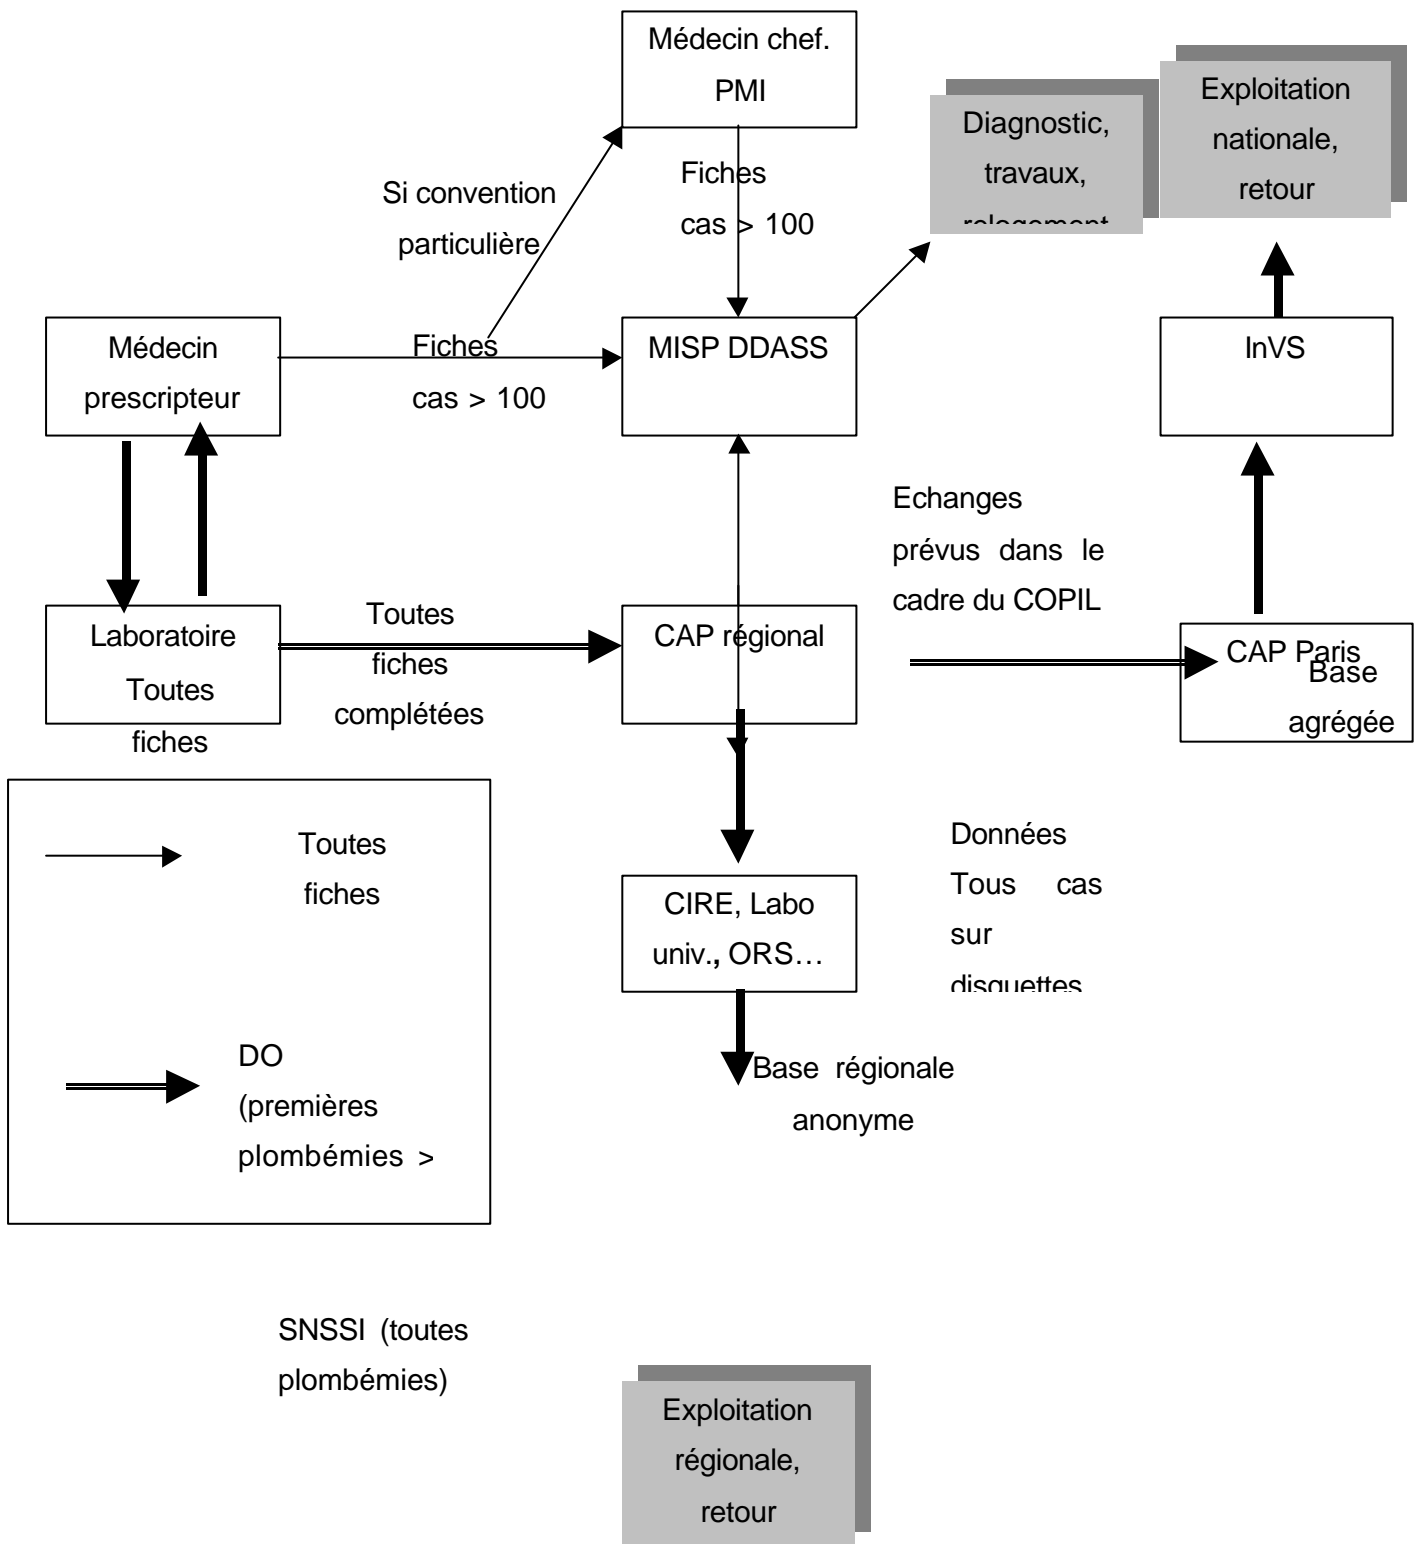 Médecin chef.
PMI
Exploitation
nationale,
retour
Diagnostic,
travaux,
relogement
Si convention
particulière
Fiches
cas > 100
Médecin
prescripteur
Fiches
cas > 100
MISP DDASS
InVS
Echanges
prévus dans le
cadre du COPIL
Laboratoire
Toutes
fiches
Toutes
fiches
complétées
CAP régional
CAP Paris
Base
agrégée
Toutes
fiches
Données
Tous cas
sur
disquettes
CIRE, Labo
univ., ORS…
DO
(premières
plombémies >
Base régionale
anonyme
SNSSI (toutes
plombémies)
Exploitation
régionale,
retour